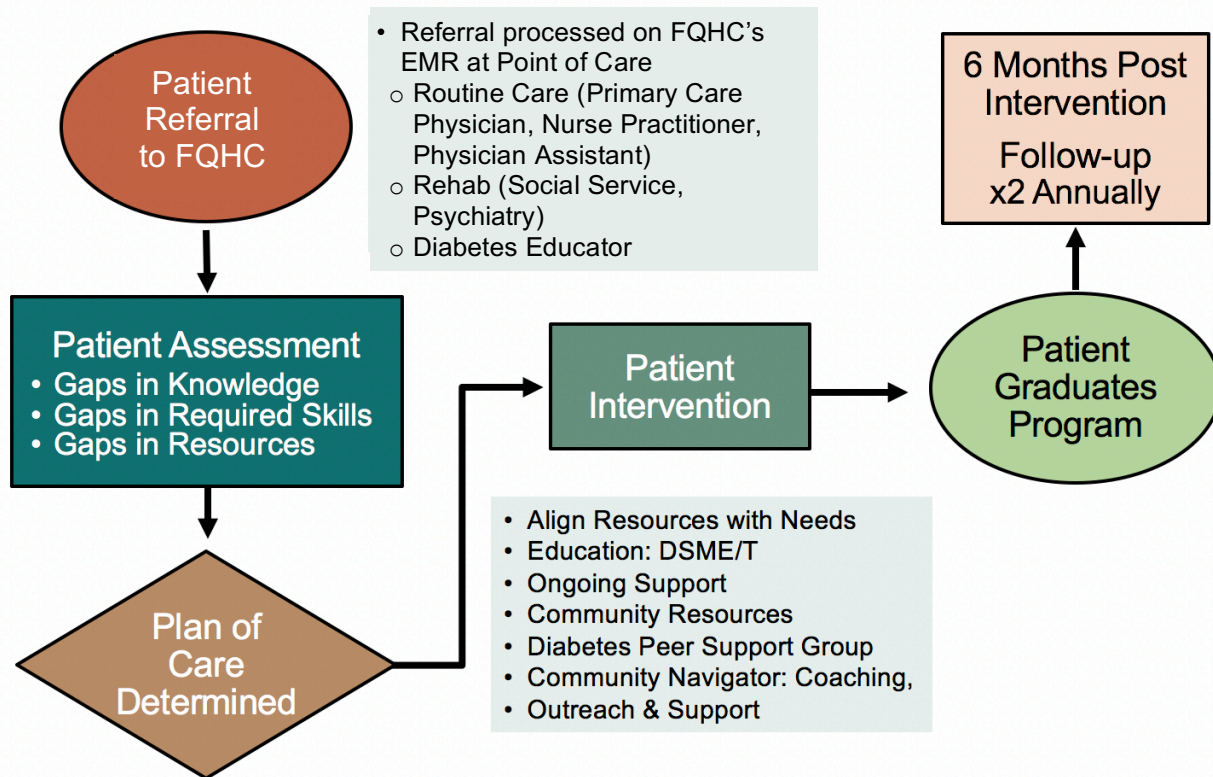 Patient
Referral
to FQHC
• Referral processed on FQHC's
EMR at Point of Care
o Routine Care (Primary Care
Physician, Nurse Practitioner,
Physician Assistant)
o Rehab (Social Service,
Psychiatry)
o Diabetes Educator
Patient Assessment
• Gaps in Knowledge
• Gaps in Required Skills
• Gaps in Resources
Plan of
Care
Determined
Patient
Intervention
• Align Resources with Needs
• Education: DSME/T
• Ongoing Support
• Community Resources
• Diabetes Peer Support Group
• Community Navigator: Coaching,
• Outreach & Support
Patient
Graduates
Program
6 Months Post
Intervention
Follow-up
x2 Annually